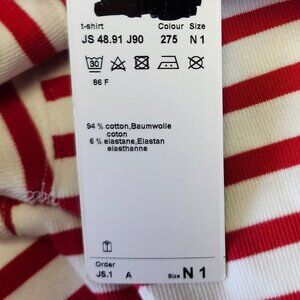 t-shirt Colour Size
JS 48.91 J90 275 N 1
30
86 F
94 % cotton,Baumwolle
coton
6 % elastane,Elastan
elasthanne
Order
JS.1 A Size N 1